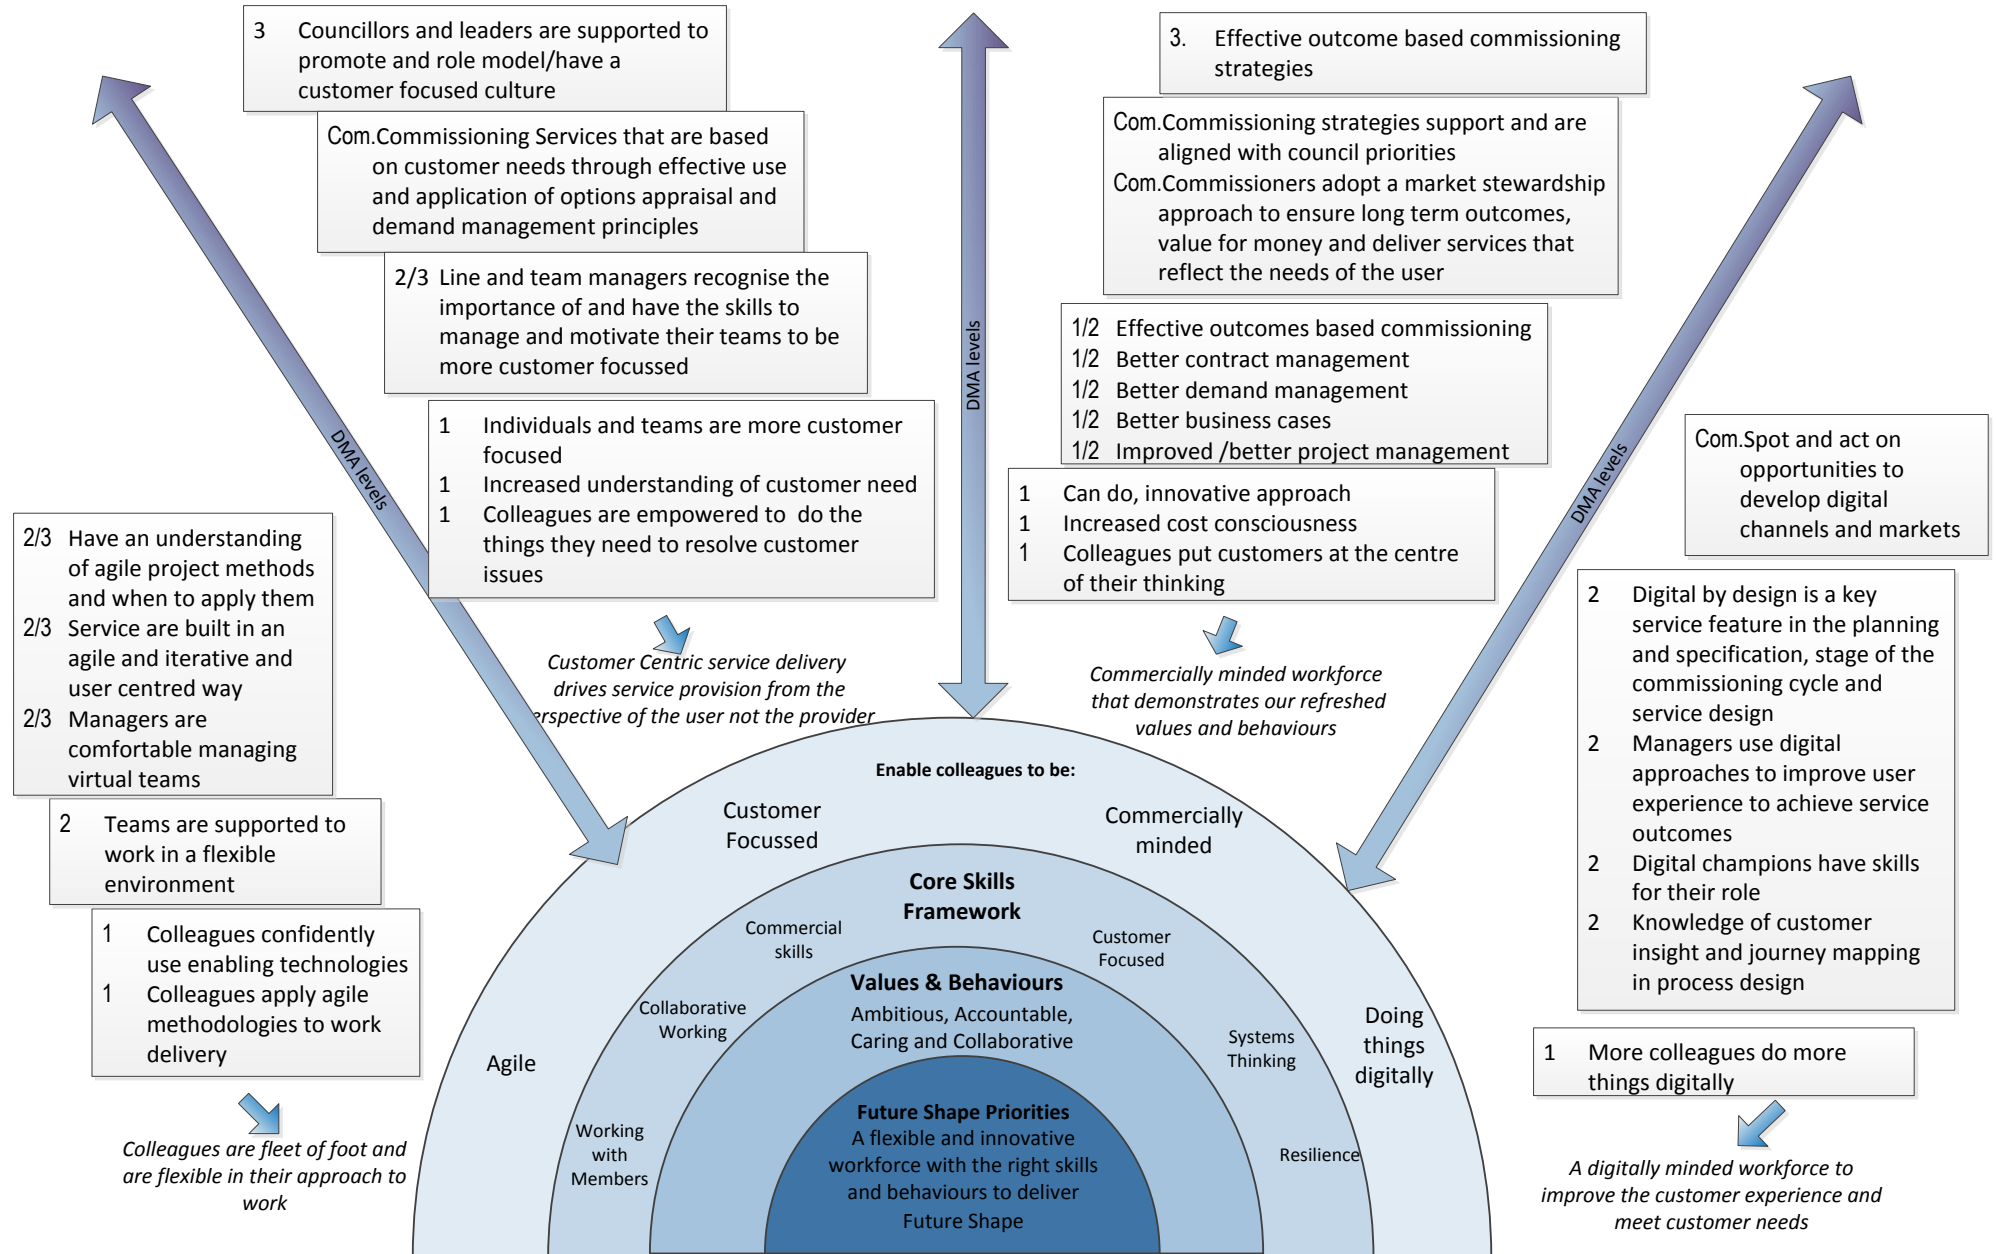 3 Councillors and leaders are supported to
promote and role model/have a
customer focused culture
Com.Commissioning Services that are based
on customer needs through effective use
and application of options appraisal and
demand management principles
2/3 Line and team managers recognise the
importance of and have the skills to
manage and motivate their teams to be
more customer focussed
1 Individuals and teams are more customer
focused
1 Increased understanding of customer need
1 Colleagues are empowered to do the
things they need to resolve customer
issues
Customer Centric service delivery
drives service provision from the
erspective of the user not the provider
DMA levels
2/3 Have an understanding
of agile project methods
and when to apply them
2/3 Service are built in an
agile and iterative and
user centred way
2/3 Managers are
comfortable managing
virtual teams
2 Teams are supported to
work in a flexible
environment
1 Colleagues confidently
use enabling technologies
1 Colleagues apply agile
methodologies to work
delivery
Colleagues are fleet of foot and
are flexible in their approach to
work
DMA levels
3. Effective outcome based commissioning
strategies
Com.Commissioning strategies support and are
aligned with council priorities
Com.Commissioners adopt a market stewardship
approach to ensure long term outcomes,
value for money and deliver services that
reflect the needs of the user
1/2 Effective outcomes based commissioning
1/2 Better contract management
1/2 Better demand management
1/2 Better business cases
1/2 Improved /better project management
1 Can do, innovative approach
1 Increased cost consciousness
1 Colleagues put customers at the centre
of their thinking
Commercially minded workforce
that demonstrates our refreshed
values and behaviours
DMA levels
Com.Spot and act on
opportunities to
develop digital
channels and markets
2 Digital by design is a key
service feature in the planning
and specification, stage of the
commissioning cycle and
service design
2 Managers use digital
approaches to improve user
experience to achieve service
outcomes
2 Digital champions have skills
for their role
2 Knowledge of customer
insight and journey mapping
in process design
1 More colleagues do more
things digitally
A digitally minded workforce to
improve the customer experience and
meet customer needs
Enable colleagues to be:
Customer
Focussed
Commercially
minded
Agile
Doing
things
digitally
Core Skills
Framework
Commercial
skills
Customer
Focused
Collaborative
Working
Systems
Thinking
Working
with
Members
Resilience
Values & Behaviours
Ambitious, Accountable,
Caring and Collaborative
Future Shape Priorities
A flexible and innovative
workforce with the right skills
and behaviours to deliver
Future Shape